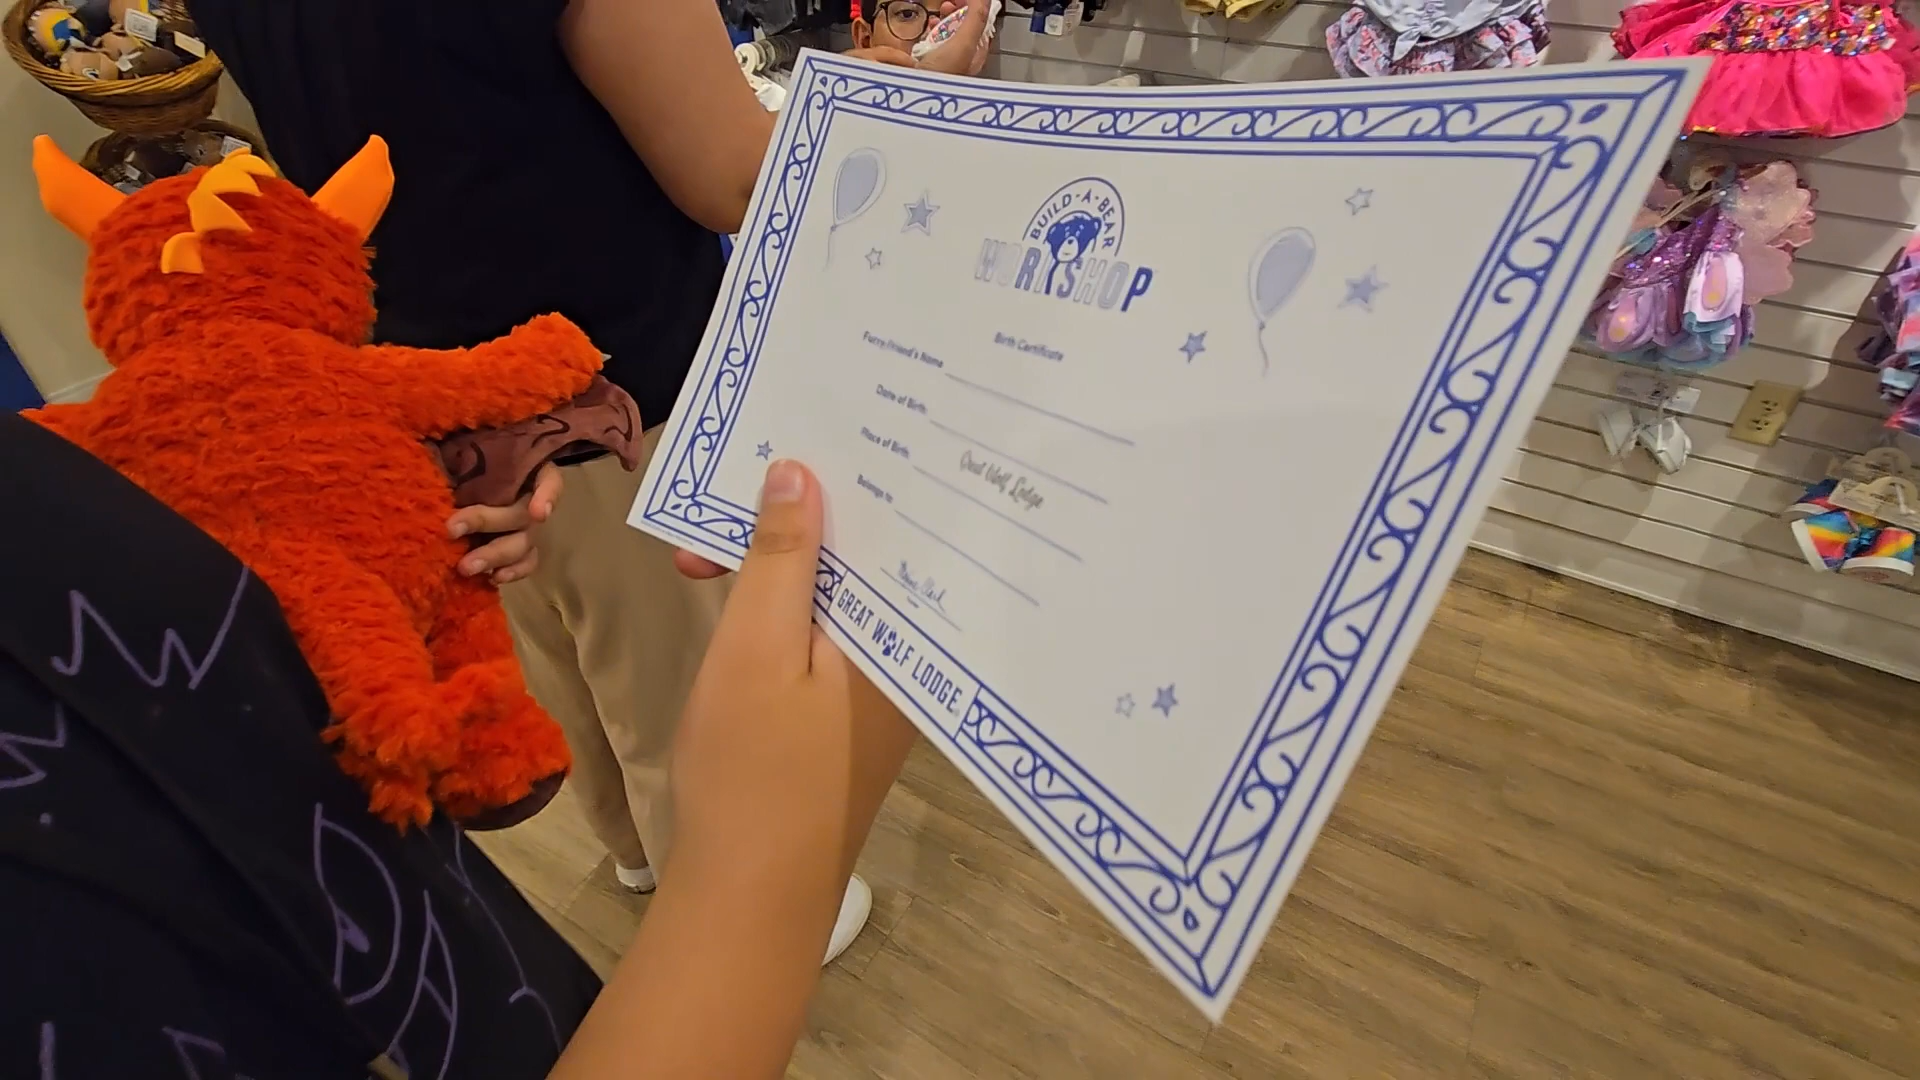 BUILD-A-BEAR
WORKSHOP
Birth Certificate
Furry Friend's Name
Date of Birth
Place of Birth Great Wolf Lodge
Belongs to
GREAT WOLF LODGE